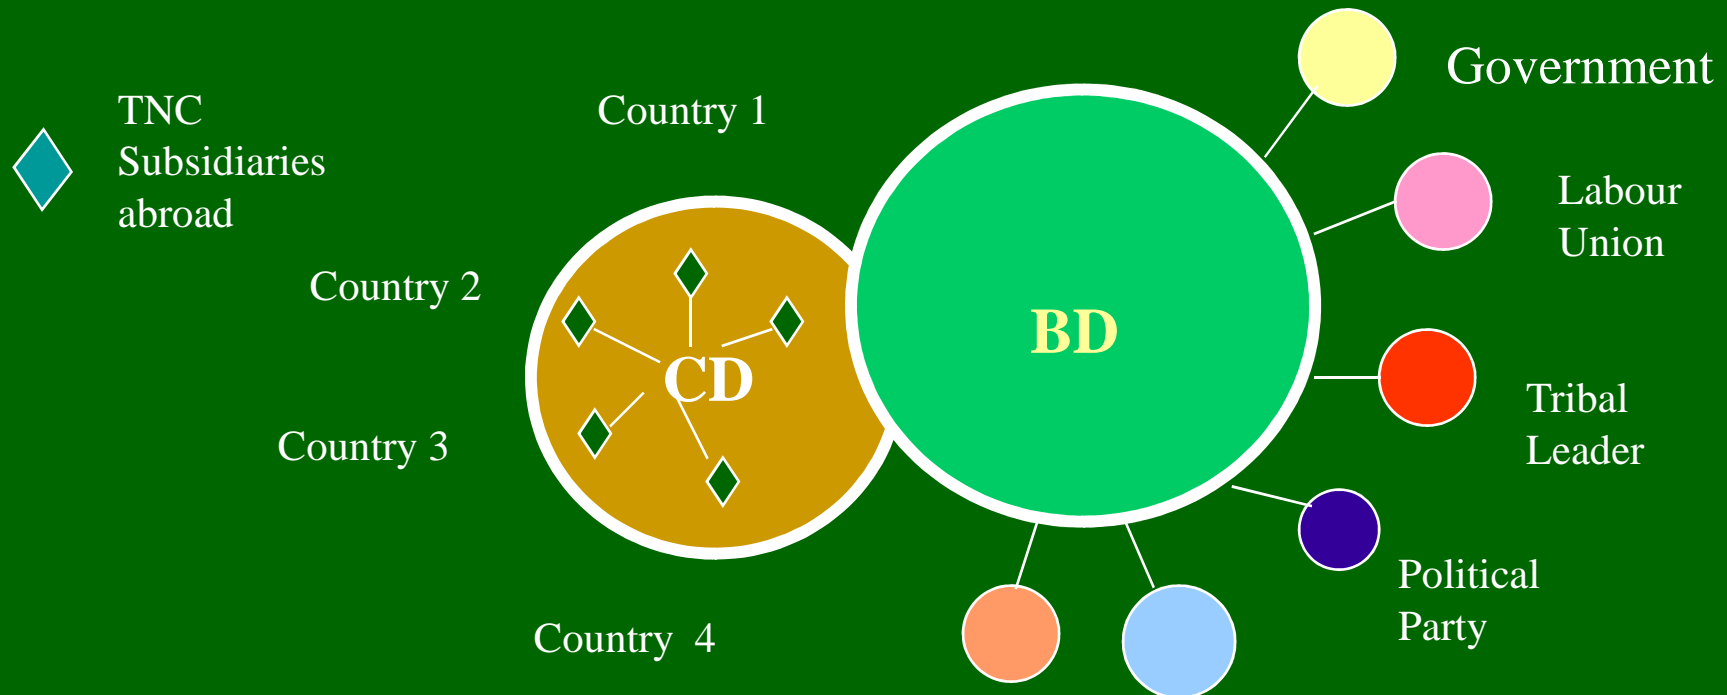 TNC
Subsidiaries
abroad
Country 1
Country 2
Country 3
Country  4
CD
BD
Government
Labour
Union
Tribal
Leader
Political
Party